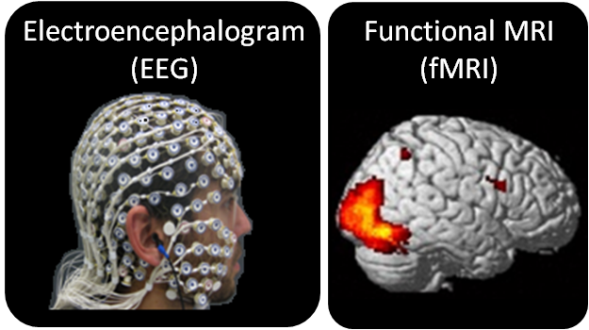 Electroencephalogram
(EEG)
Functional MRI
(fMRI)